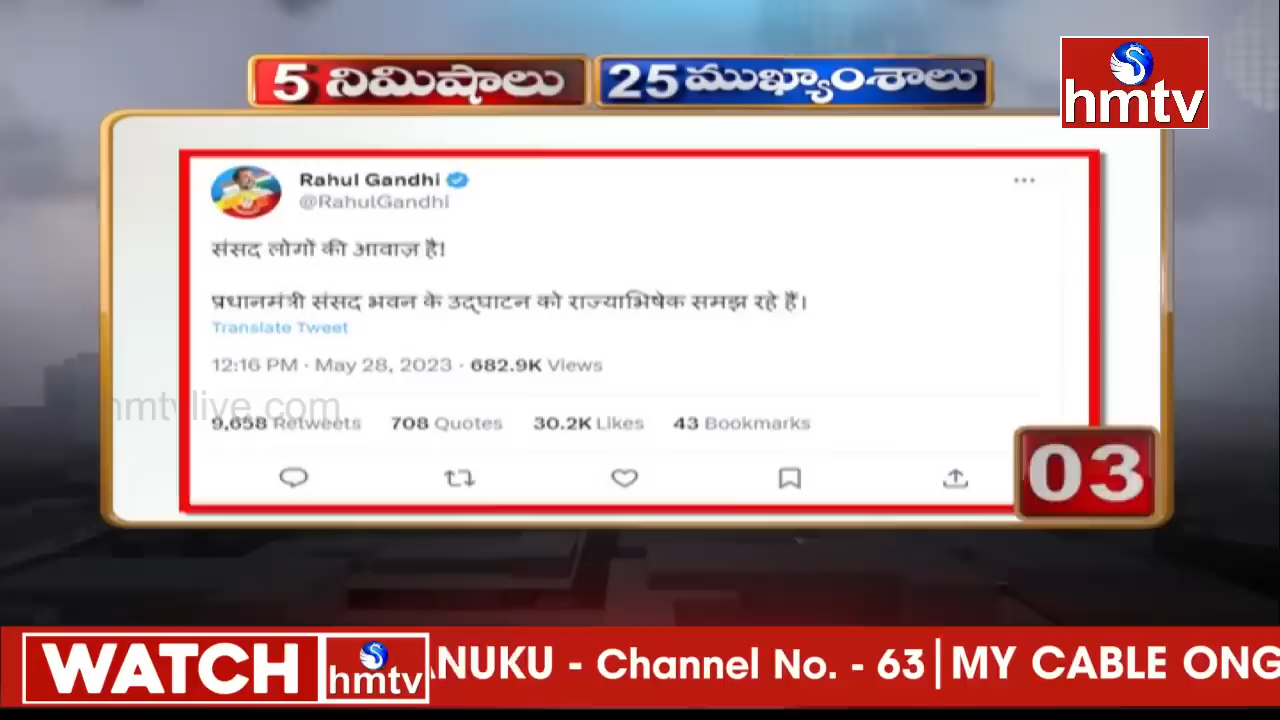 5 నిమిషాలు
25 ముఖ్యాంశాలు
hmtv
Rahul Gandhi
@RahulGandhi
संसद लोगों की आवाज़ है!
प्रधानमंत्री संसद भवन के उद्घाटन को राज्याभिषेक समझ रहे हैं।
Translate Tweet
12:16 PM · May 28, 2023 · 682.9K Views
hmtvlive.com
9,658 Retweets 708 Quotes 30.2K Likes 43 Bookmarks
03
WATCH hmtv ANUKU - Channel No. - 63 | MY CABLE ONG